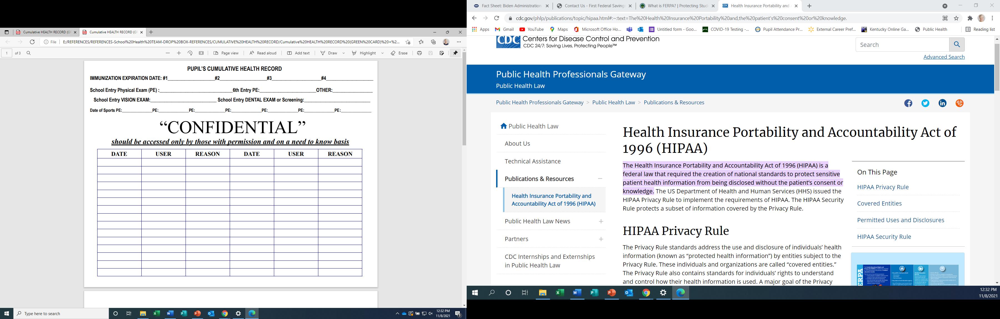 Cumulative HEALTH RECORD (GF
Cumulative HEALTH RECORD (GF
File
E:/REFERENCES/REFERENCES-School%20Health%20TEAM-DROP%20BOX-REFERENCES/CUMULATIVE%20HEALTH%20RECORD/Cumulative%20HEALTH%20RECORD%20(GREEN%20CARD)%20+%2...
1 of 3
Page view
Read aloud
Add text
Draw
Highlight
Erase
PUPIL'S CUMULATIVE HEALTH RECORD
IMMUNIZATION EXPIRATION DATE: #1 #2 #3 #4
School Entry Physical Exam (PE) : 6th Entry PE: OTHER:
School Entry VISION EXAM: School Entry DENTAL EXAM or Screening:
Date of Sports PE: PE: PE: PE: PE: PE: PE:
“CONFIDENTIAL”
should be accessed only by those with permission and on a need to know basis
DATE USER REASON DATE USER REASON
Type here to search
12:32 PM
11/8/2021
3
Fact Sheet: Biden Administration
Contact Us - First Federal Saving
What is FERPA? | Protecting Stud
Health Insurance Portability and
cdc.gov/phlp/publications/topic/hipaa.html#:~:text=The%20Health%20Insurance%20Portability%20and,the%20patient's%20consent%20or%20knowledge.
Apps
Gmail
YouTube
Maps
Microsoft Office Ho...
Untitled form - Goo...
COVID-19 Testing -...
Pupil Attendance Pr...
External Career Pref...
Kentucky Online Ga...
Public Health
Reading list
CDC
Centers for Disease Control and Prevention
CDC 24/7: Saving Lives, Protecting People™
Search
Advanced Search
Public Health Professionals Gateway
Public Health Law
Public Health Professionals Gateway > Public Health Law > Publications & Resources
Public Health Law
About Us
Technical Assistance
Publications & Resources
Health Insurance Portability and
Accountability Act of 1996 (HIPAA)
Public Health Law News
Partners
CDC Internships and Externships
in Public Health Law
Health Insurance Portability and Accountability Act of
1996 (HIPAA)
The Health Insurance Portability and Accountability Act of 1996 (HIPAA) is a
federal law that required the creation of national standards to protect sensitive
patient health information from being disclosed without the patient’s consent or
knowledge. The US Department of Health and Human Services (HHS) issued the
HIPAA Privacy Rule to implement the requirements of HIPAA. The HIPAA Security
Rule protects a subset of information covered by the Privacy Rule.
HIPAA Privacy Rule
The Privacy Rule standards address the use and disclosure of individuals’ health
information (known as “protected health information”) by entities subject to the
Privacy Rule. These individuals and organizations are called “covered entities.”
The Privacy Rule also contains standards for individuals’ rights to understand
and control how their health information is used. A major goal of the Privacy
On This Page
HIPAA Privacy Rule
Covered Entities
Permitted Uses and Disclosures
HIPAA Security Rule
12:32 PM
11/8/2021